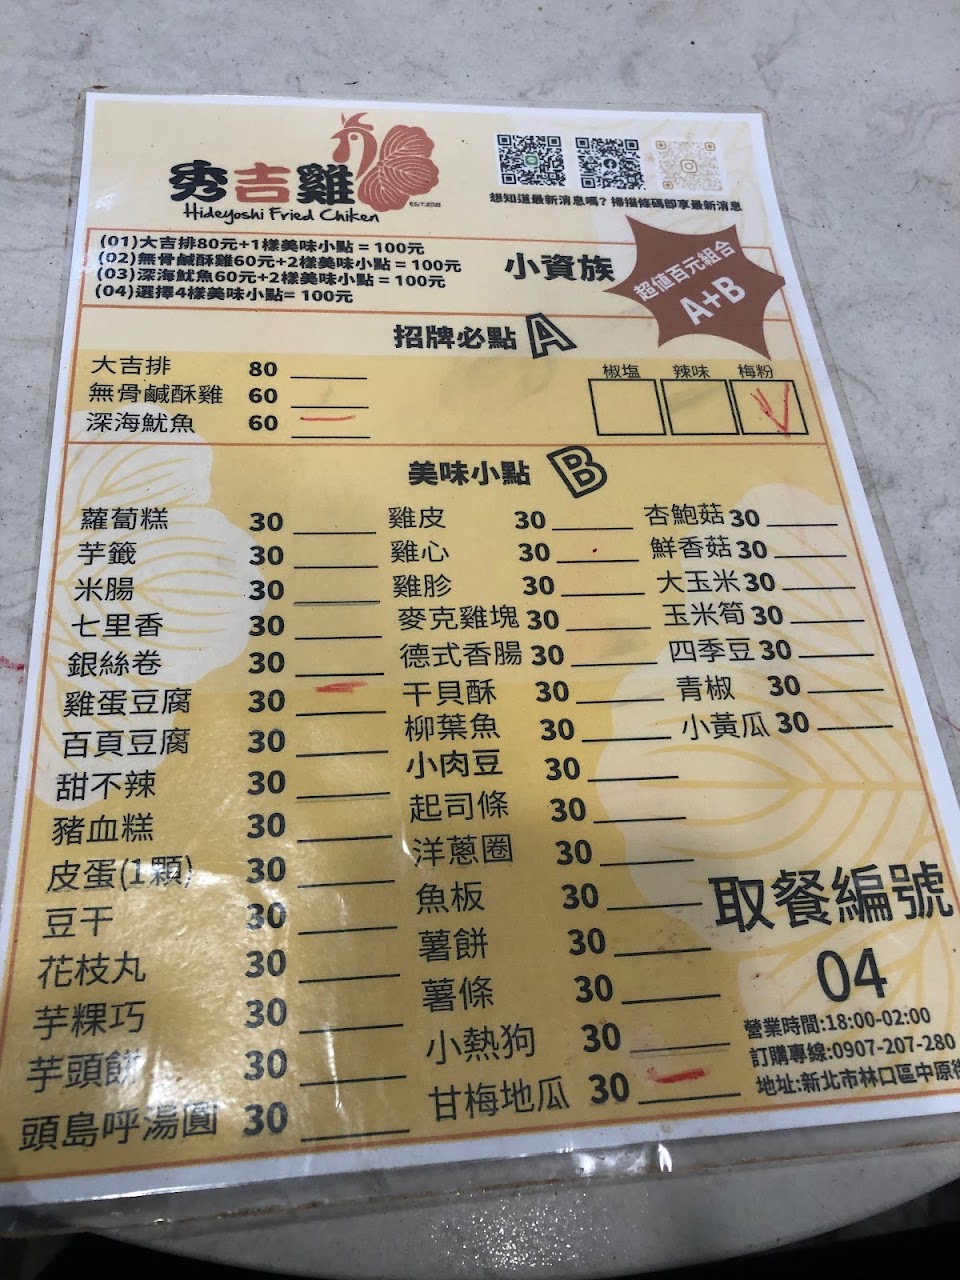 秀吉雞
Hideyoshi Fried Chiken
EST.2021
想知道最新消息嗎？掃描條碼即享最新消息
(01)大吉排80元+1樣美味小點 = 100元
(02)無骨鹹酥雞60元+2樣美味小點 = 100元
(03)深海魷魚60元+2樣美味小點 = 100元
(04)選擇4樣美味小點= 100元
小資族
超值百元組合
A+B
招牌必點 A
大吉排 80
無骨鹹酥雞 60
深海魷魚 60
椒塩 辣味 梅粉
美味小點 B
蘿蔔糕 30
芋籤 30
米腸 30
七里香 30
銀絲卷 30
雞蛋豆腐 30
百頁豆腐 30
甜不辣 30
豬血糕 30
皮蛋(1顆) 30
豆干 30
花枝丸 30
芋粿巧 30
芋頭餅 30
頭島呼湯圓 30
雞皮 30
雞心 30
雞胗 30
麥克雞塊 30
德式香腸 30
干貝酥 30
柳葉魚 30
小肉豆 30
起司條 30
洋蔥圈 30
魚板 30
薯餅 30
薯條 30
小熱狗 30
甘梅地瓜 30
杏鮑菇 30
鮮香菇 30
大玉米 30
玉米筍 30
四季豆 30
青椒 30
小黃瓜 30
取餐編號
04
營業時間:18:00-02:00
訂購專線:0907-207-280
地址:新北市林口區中原街